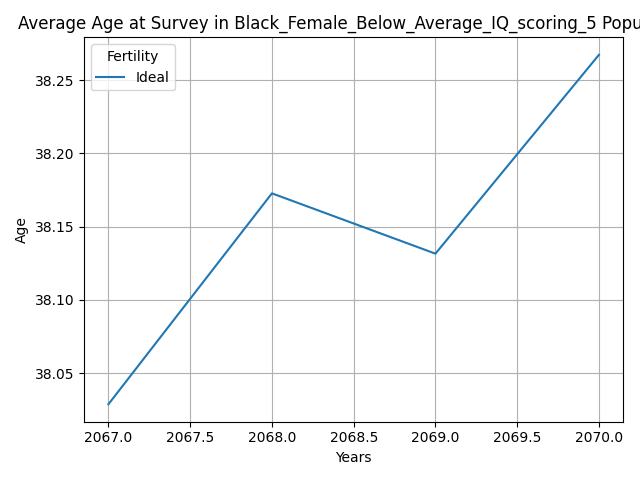 Average Age at Survey in Black_Female_Below_Average_IQ_scoring_5 Popu
Fertility
Ideal
38.25
38.20
38.15
38.10
38.05
Age
2067.0 2067.5 2068.0 2068.5 2069.0 2069.5 2070.0
Years